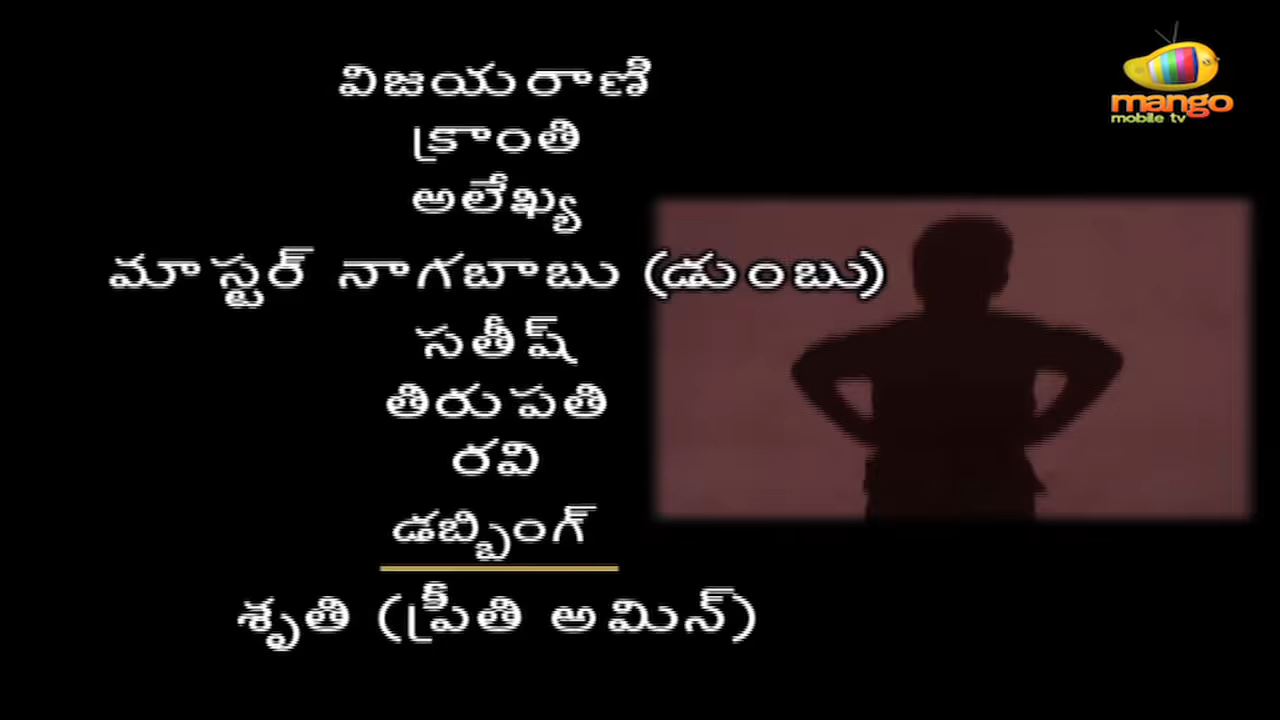 విజయరాణి
క్రాంతి
అలేఖ్య
మాస్టర్ నాగబాబు (డుంబు)
సతీష్
తిరుపతి
రవి
డబ్బింగ్
శృతి (ప్రీతి అమిన్)
mango
mobile tv